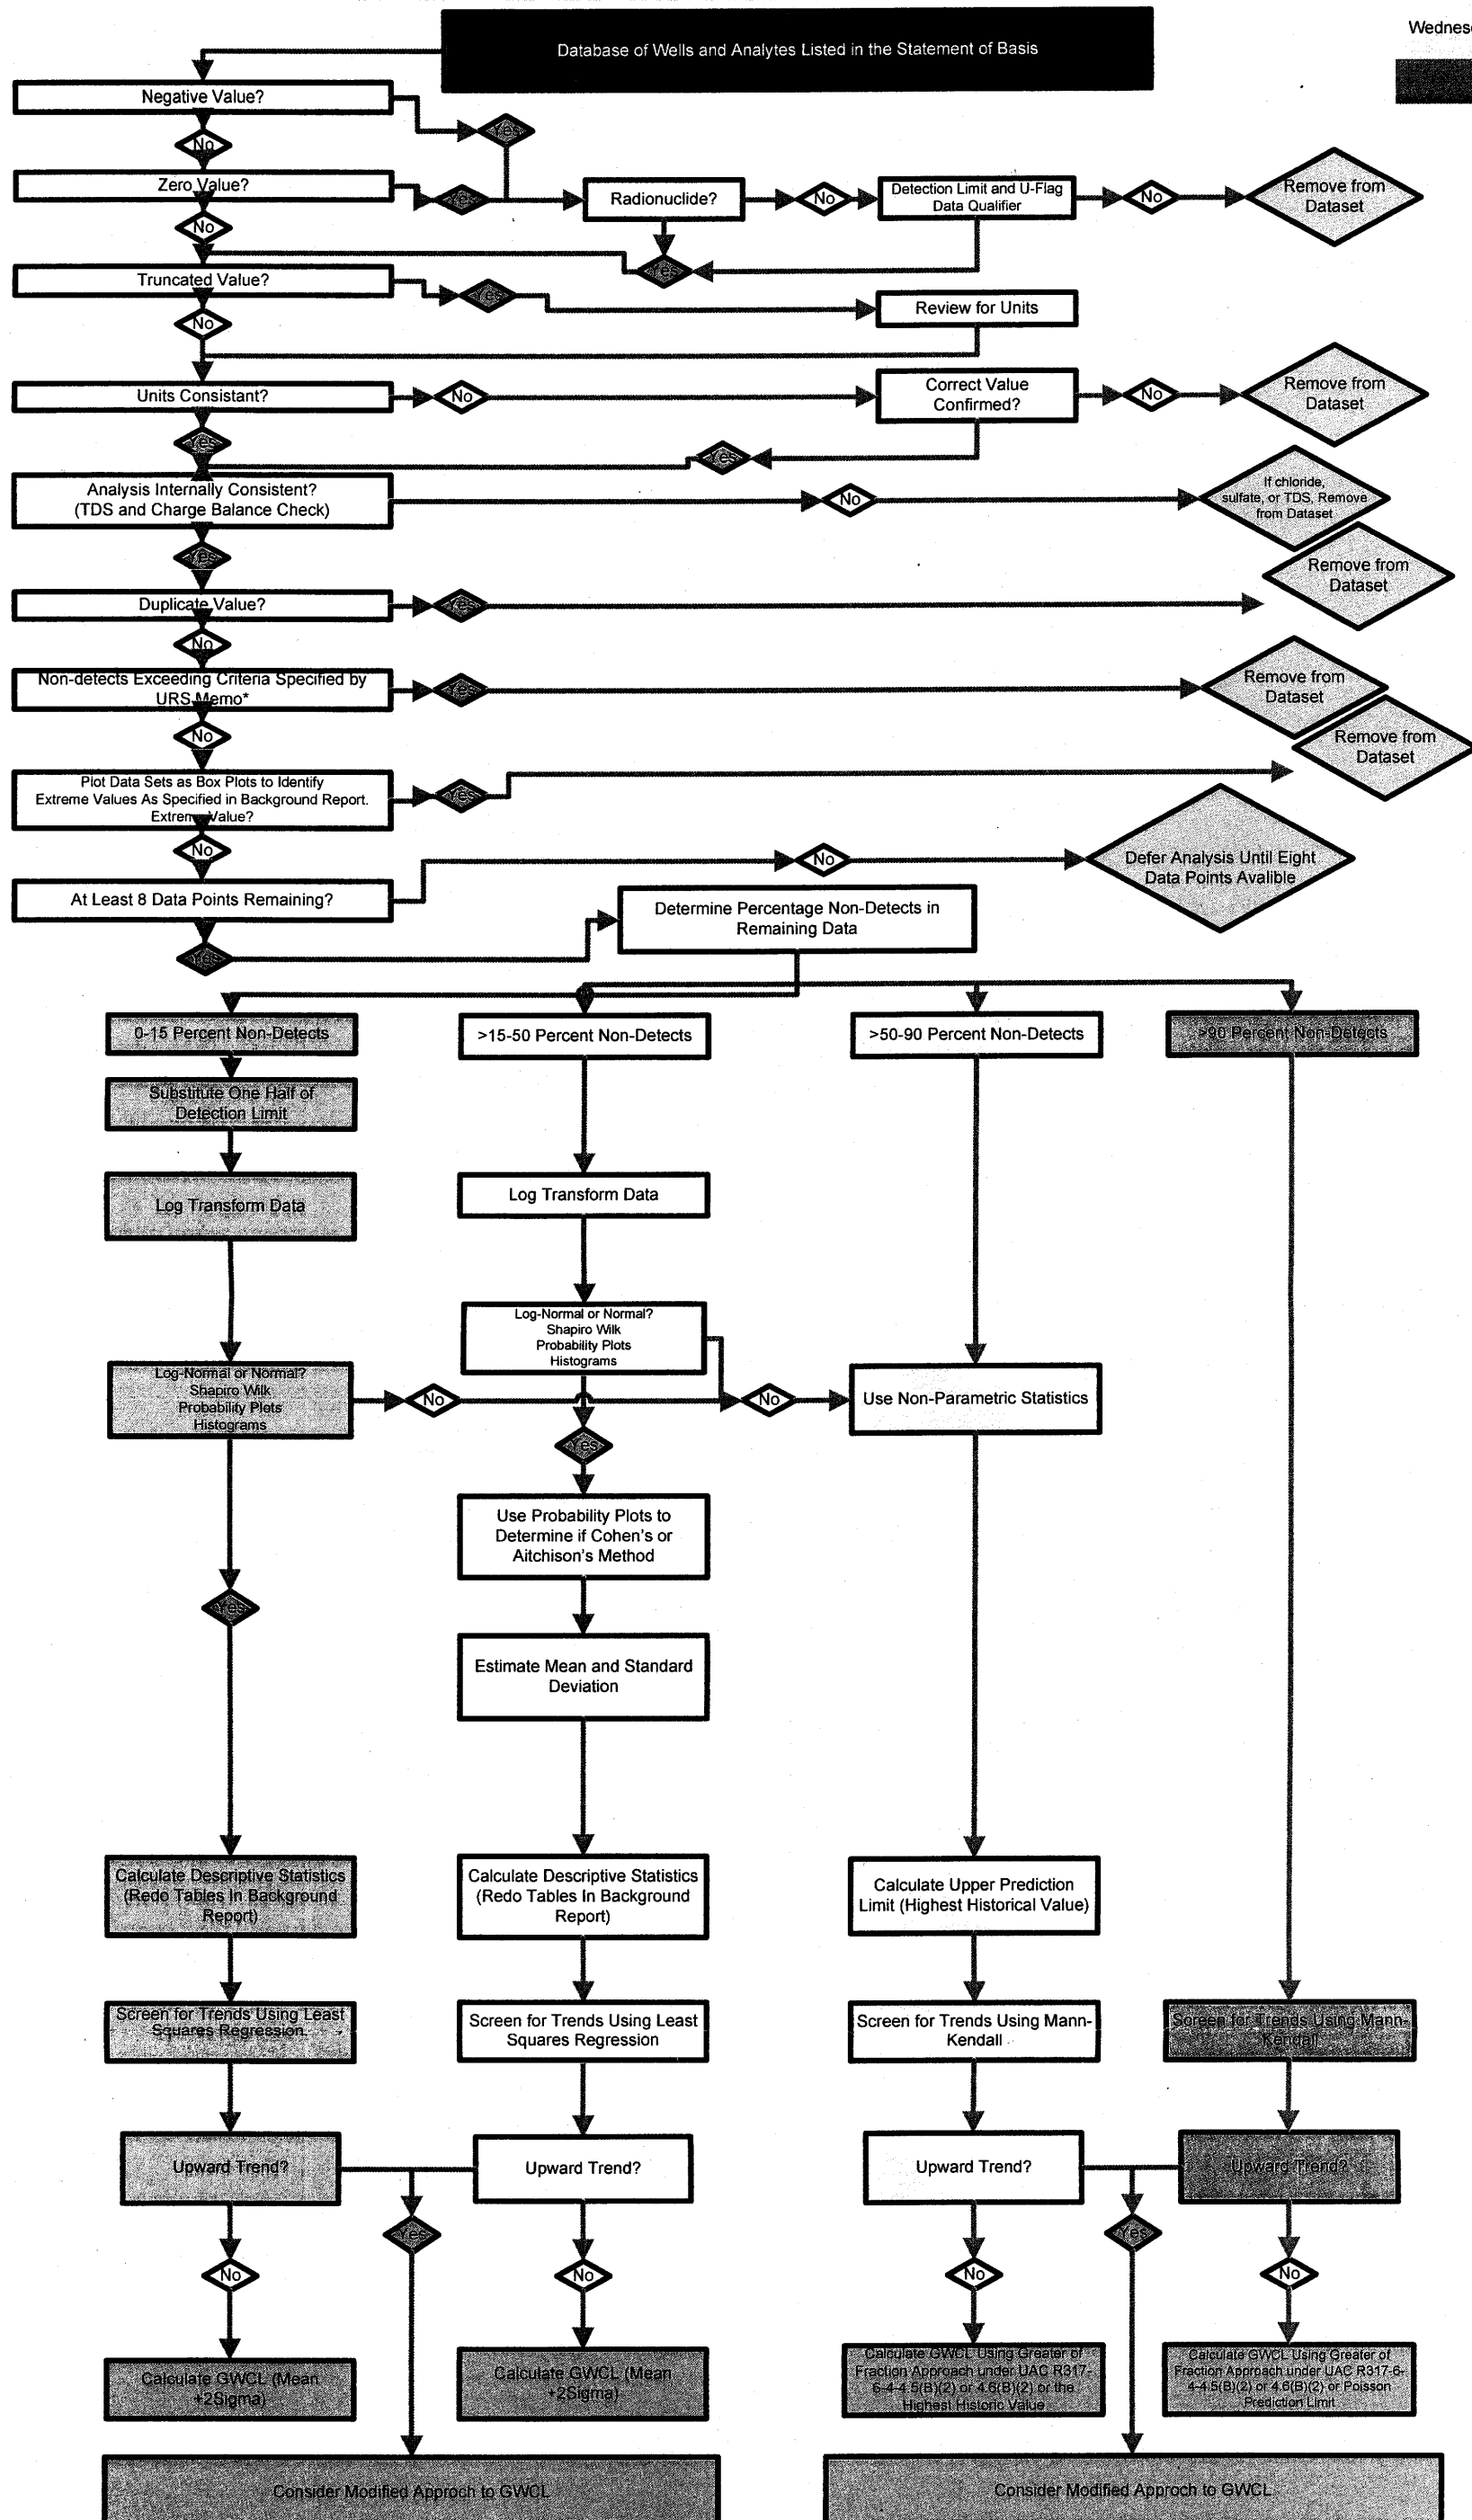 Wednes
Database of Wells and Analytes Listed in the Statement of Basis
Negative Value?
Yes
No
Zero Value?
Yes
Radionuclide?
No
Detection Limit and U-Flag
Data Qualifier
No
Remove from
Dataset
No
Yes
Truncated Value?
Yes
Review for Units
No
Units Consistant?
No
Correct Value
Confirmed?
No
Remove from
Dataset
Yes
Yes
Analysis Internally Consistent?
(TDS and Charge Balance Check)
No
If chloride,
sulfate, or TDS, Remove
from Dataset
Yes
Remove from
Dataset
Duplicate Value?
Yes
No
Non-detects Exceeding Criteria Specified by
URS Memo*
Yes
Remove from
Dataset
No
Remove from
Dataset
Plot Data Sets as Box Plots to Identify
Extreme Values As Specified in Background Report.
Extreme Value?
Yes
No
No
Defer Analysis Until Eight
Data Points Avalible
At Least 8 Data Points Remaining?
Determine Percentage Non-Detects in
Remaining Data
Yes
0-15 Percent Non-Detects
>15-50 Percent Non-Detects
>50-90 Percent Non-Detects
>90 Percent Non-Detects
Substitute One Half of
Detection Limit
Log Transform Data
Log Transform Data
Log-Normal or Normal?
Shapiro Wilk
Probability Plots
Histograms
Log-Normal or Normal?
Shapiro Wilk
Probability Plots
Histograms
No
No
Use Non-Parametric Statistics
Yes
Use Probability Plots to
Determine if Cohen's or
Aitchison's Method
Yes
Estimate Mean and Standard
Deviation
Calculate Descriptive Statistics
(Redo Tables In Background
Report)
Calculate Descriptive Statistics
(Redo Tables In Background
Report)
Calculate Upper Prediction
Limit (Highest Historical Value)
Screen for Trends Using Least
Squares Regression
Screen for Trends Using Least
Squares Regression
Screen for Trends Using Mann-
Kendall
Screen for Trends Using Mann-
Kendall
Upward Trend?
Upward Trend?
Upward Trend?
Upward Trend?
Yes
Yes
No
No
No
No
Calculate GWCL (Mean
+2Sigma)
Calculate GWCL (Mean
+2Sigma)
Calculate GWCL Using Greater of
Fraction Approach under UAC R317-
6-4-4.5(B)(2) or 4.6(B)(2) or the
Highest Historic Value
Calculate GWCL Using Greater of
Fraction Approach under UAC R317-6-
4-4.5(B)(2) or 4.6(B)(2) or Poisson
Prediction Limit
Consider Modified Approch to GWCL
Consider Modified Approch to GWCL